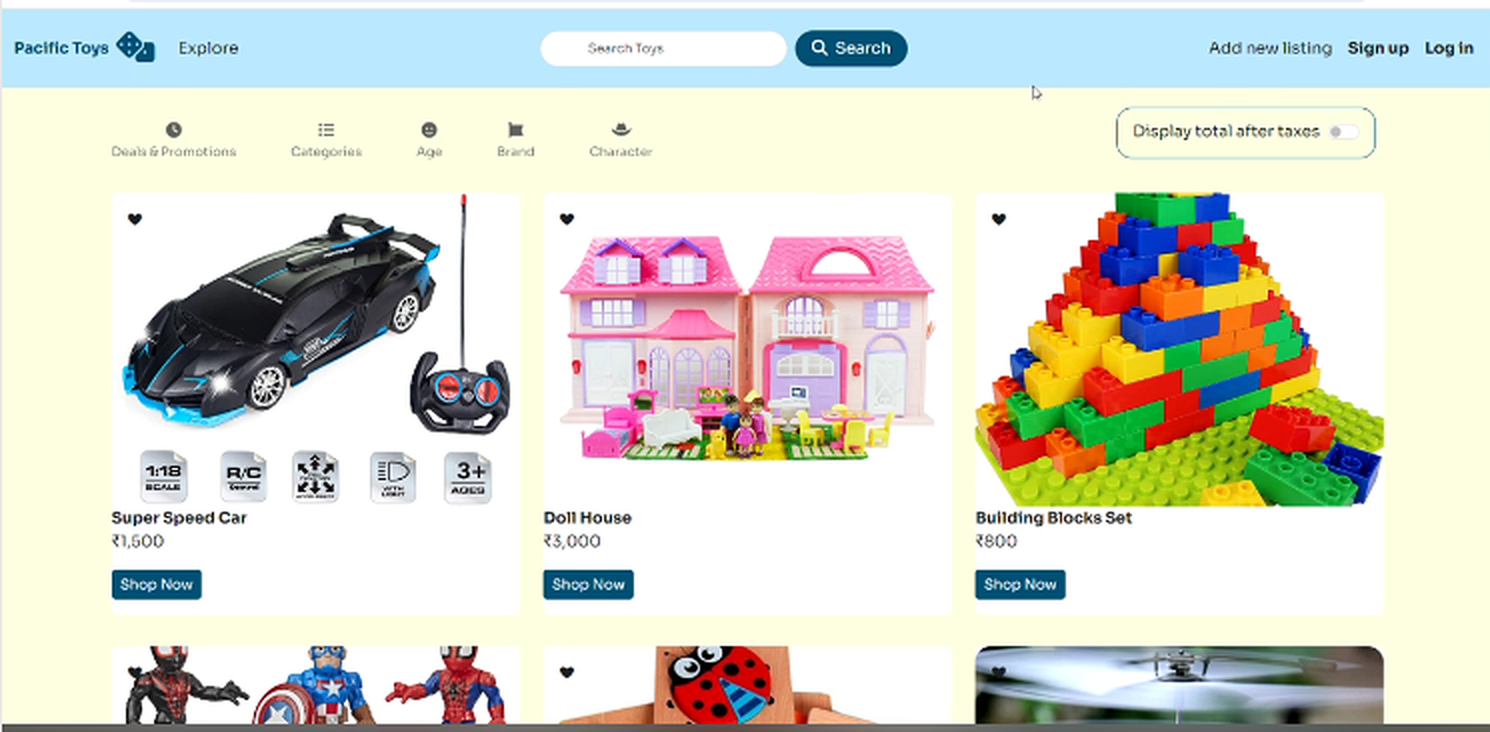 Pacific Toys
Explore
Search Toys
Search
Add new listing
Sign up
Log in
Deals & Promotions
Categories
Age
Brand
Character
Display total after taxes
1:18
SCALE
R/C
WITH
LIGHT
3+
AGES
Super Speed Car
₹1,500
Shop Now
Doll House
₹3,000
Shop Now
Building Blocks Set
₹800
Shop Now